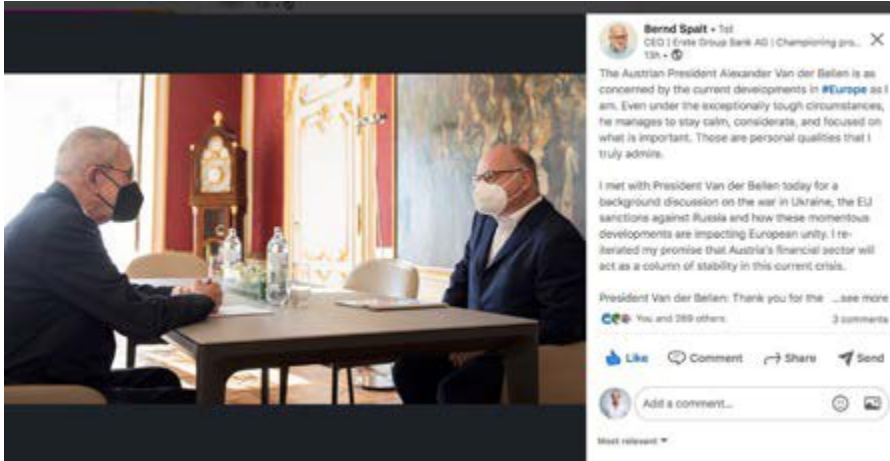 Bernd Spalt • 1st
CEO | Erste Group Bank AG | Championing pro...
13h •
The Austrian President Alexander Van der Bellen is as
concerned by the current developments in #Europe as I
am. Even under the exceptionally tough circumstances,
he manages to stay calm, considerate, and focused on
what is important. Those are personal qualities that I
truly admire.
I met with President Van der Bellen today for a
background discussion on the war in Ukraine, the EU
sanctions against Russia and how these momentous
developments are impacting European unity. I re-
iterated my promise that Austria's financial sector will
act as a column of stability in this current crisis.
President Van der Bellen: Thank you for the ...see more
You and 269 others
3 comments
Like Comment Share Send
Add a comment...
Most relevant